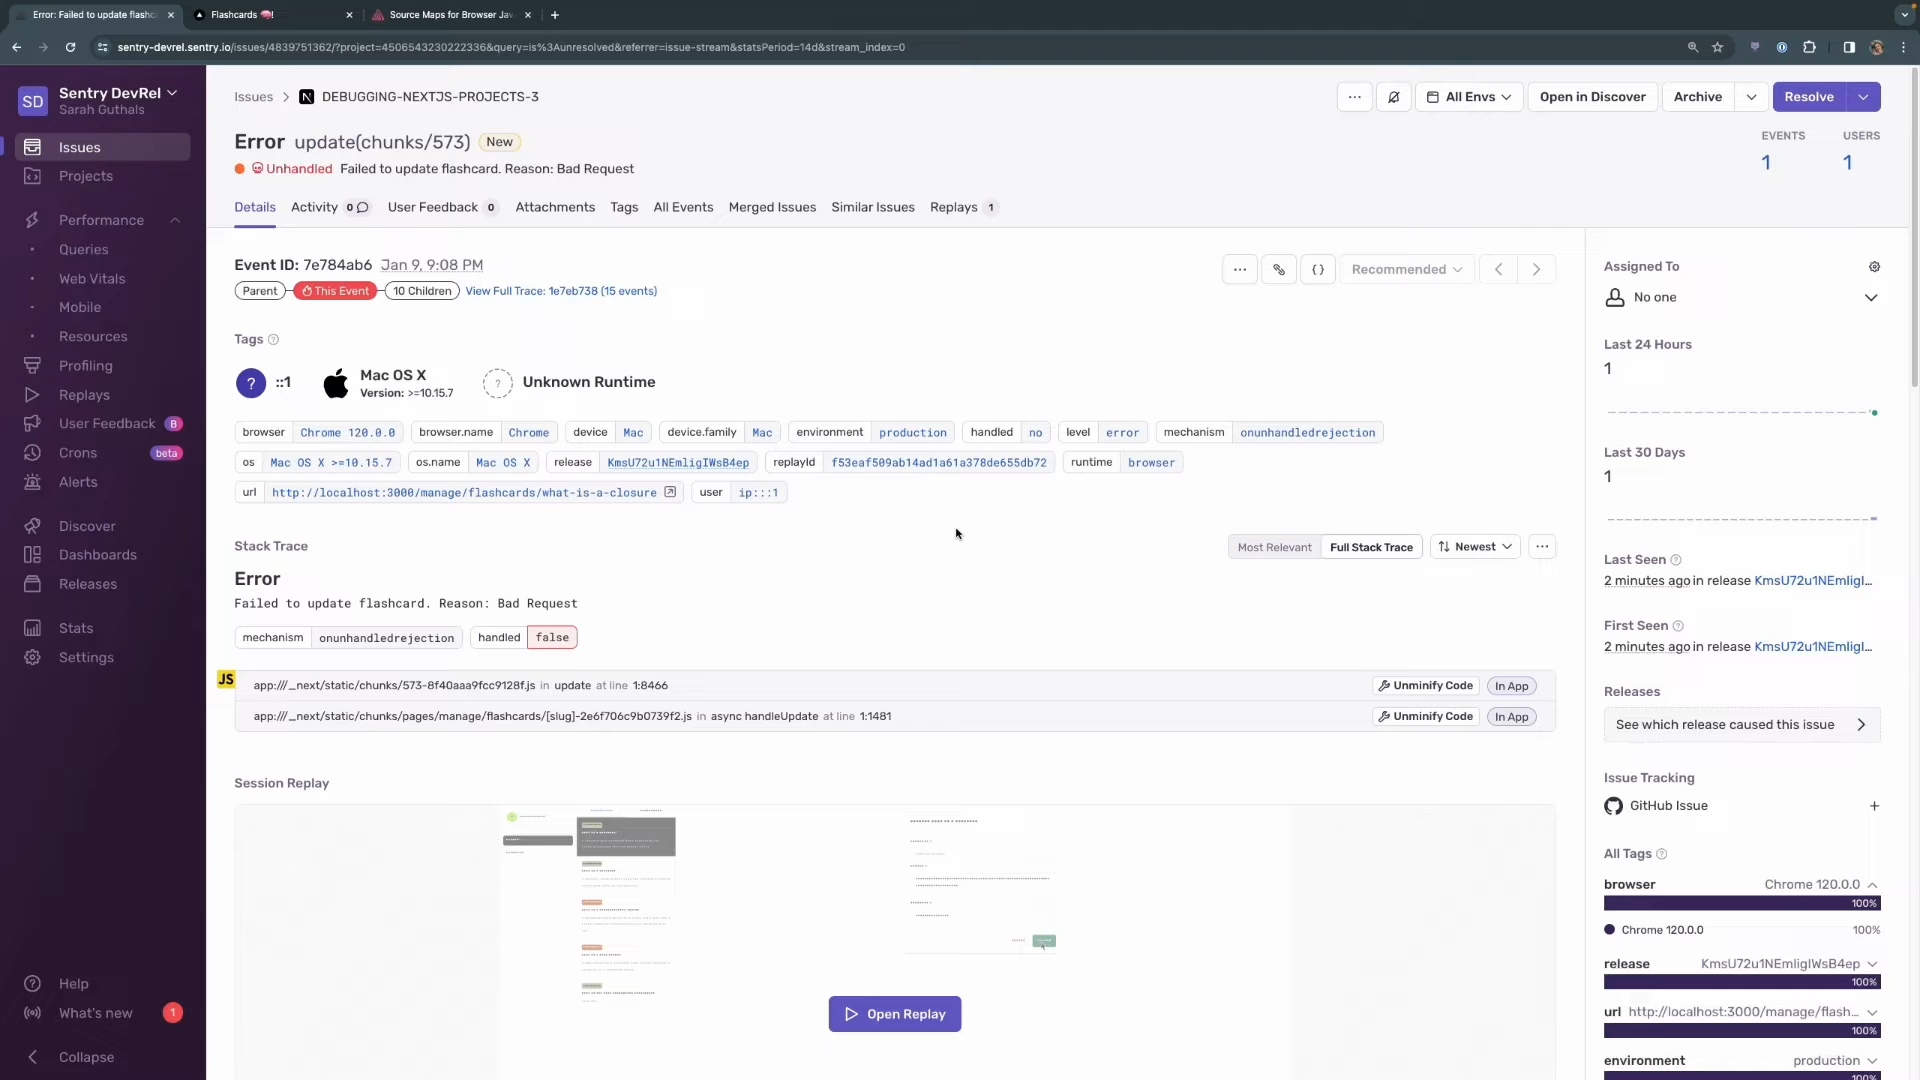 Error: Failed to update flashca
Flashcards 🧠!
Source Maps for Browser Jav
sentry-devrel.sentry.io/issues/4839751362/?project=4506543230222336&query=is%3Aunresolved&referrer=issue-stream&statsPeriod=14d&stream_index=0
SD
Sentry DevRel
Sarah Guthals
Issues
Projects
Performance
Queries
Web Vitals
Mobile
Resources
Profiling
Replays
User Feedback B
Crons beta
Alerts
Discover
Dashboards
Releases
Stats
Settings
Help
What's new 1
Collapse
Issues > N DEBUGGING-NEXTJS-PROJECTS-3
All Envs
Open in Discover
Archive
Resolve
Error update(chunks/573) New
Unhandled Failed to update flashcard. Reason: Bad Request
EVENTS USERS
1 1
Details Activity 0 User Feedback 0 Attachments Tags All Events Merged Issues Similar Issues Replays 1
Event ID: 7e784ab6 Jan 9, 9:08 PM
Parent This Event 10 Children View Full Trace: 1e7eb738 (15 events)
Recommended
Tags ?
? ::1
Mac OS X
Version: >=10.15.7
? Unknown Runtime
browser Chrome 120.0.0 browser.name Chrome device Mac device.family Mac environment production handled no level error mechanism onunhandledrejection
os Mac OS X >=10.15.7 os.name Mac OS X release KmsU72u1NEmligIWsB4ep replayId f53eaf509ab14ad1a61a378de655db72 runtime browser
url http://localhost:3000/manage/flashcards/what-is-a-closure user ip:::1
Stack Trace
Most Relevant Full Stack Trace Newest
Error
Failed to update flashcard. Reason: Bad Request
mechanism onunhandledrejection handled false
JS
app:///_next/static/chunks/573-8f40aaa9fcc9128f.js in update at line 1:8466 Unminify Code In App
app:///_next/static/chunks/pages/manage/flashcards/[slug]-2e6f706c9b0739f2.js in async handleUpdate at line 1:1481 Unminify Code In App
Session Replay
Open Replay
Assigned To
No one
Last 24 Hours
1
Last 30 Days
1
Last Seen ?
2 minutes ago in release KmsU72u1NEmligI...
First Seen ?
2 minutes ago in release KmsU72u1NEmligI...
Releases
See which release caused this issue
Issue Tracking
GitHub Issue +
All Tags ?
browser Chrome 120.0.0
100%
Chrome 120.0.0 100%
release KmsU72u1NEmligIWsB4ep
100%
url http://localhost:3000/manage/flash...
100%
environment production
100%